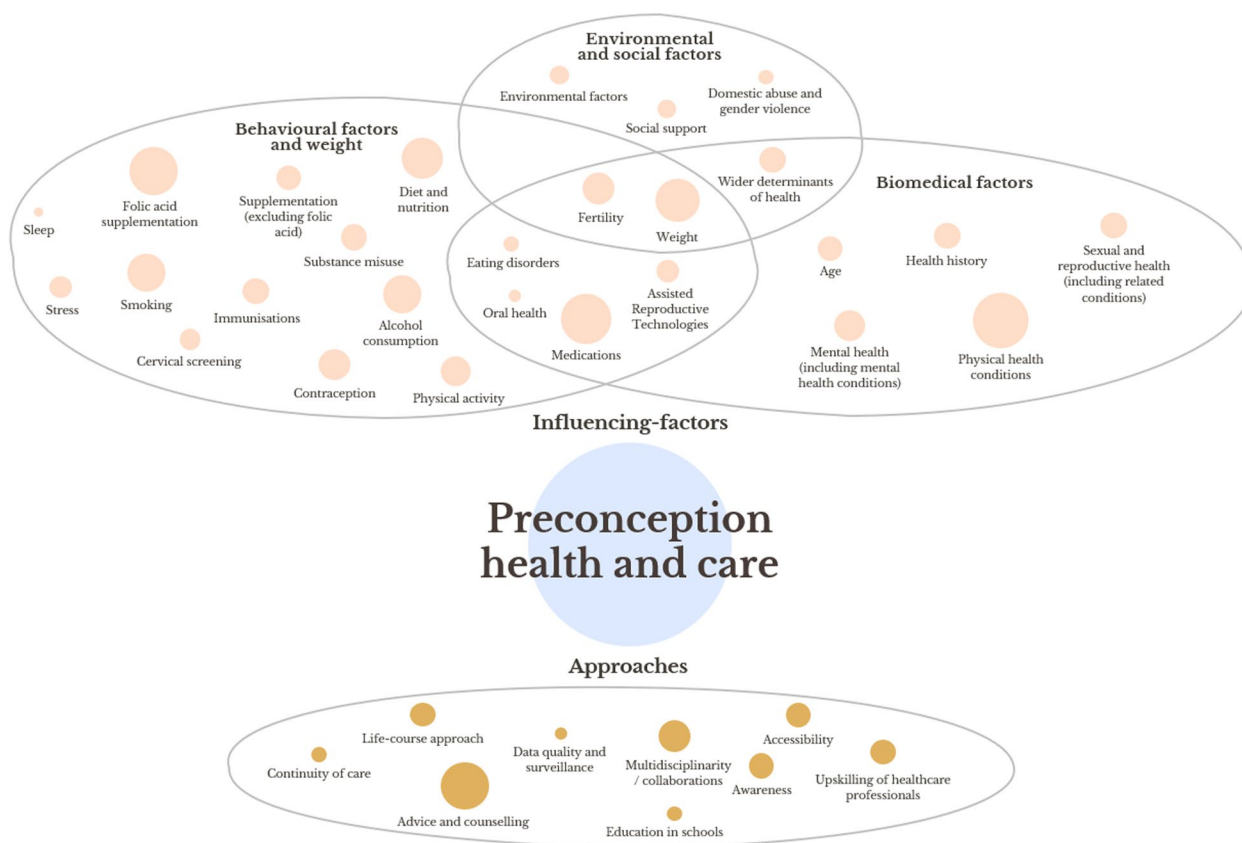 Environmental
and social factors
Environmental factors
Domestic abuse and
gender violence
Social support
Behavioural factors
and weight
Folic acid
supplementation
Supplementation
(excluding folic
acid)
Diet and
nutrition
Sleep
Substance misuse
Stress
Smoking
Immunisations
Alcohol
consumption
Cervical screening
Contraception
Physical activity
Fertility
Weight
Wider determinants
of health
Eating disorders
Oral health
Assisted
Reproductive
Technologies
Medications
Biomedical factors
Age
Health history
Sexual and
reproductive health
(including related
conditions)
Mental health
(including mental
health conditions)
Physical health
conditions
Influencing-factors
Preconception
health and care
Approaches
Life-course approach
Continuity of care
Data quality and
surveillance
Multidisciplinarity
/ collaborations
Accessibility
Awareness
Upskilling of healthcare
professionals
Advice and counselling
Education in schools